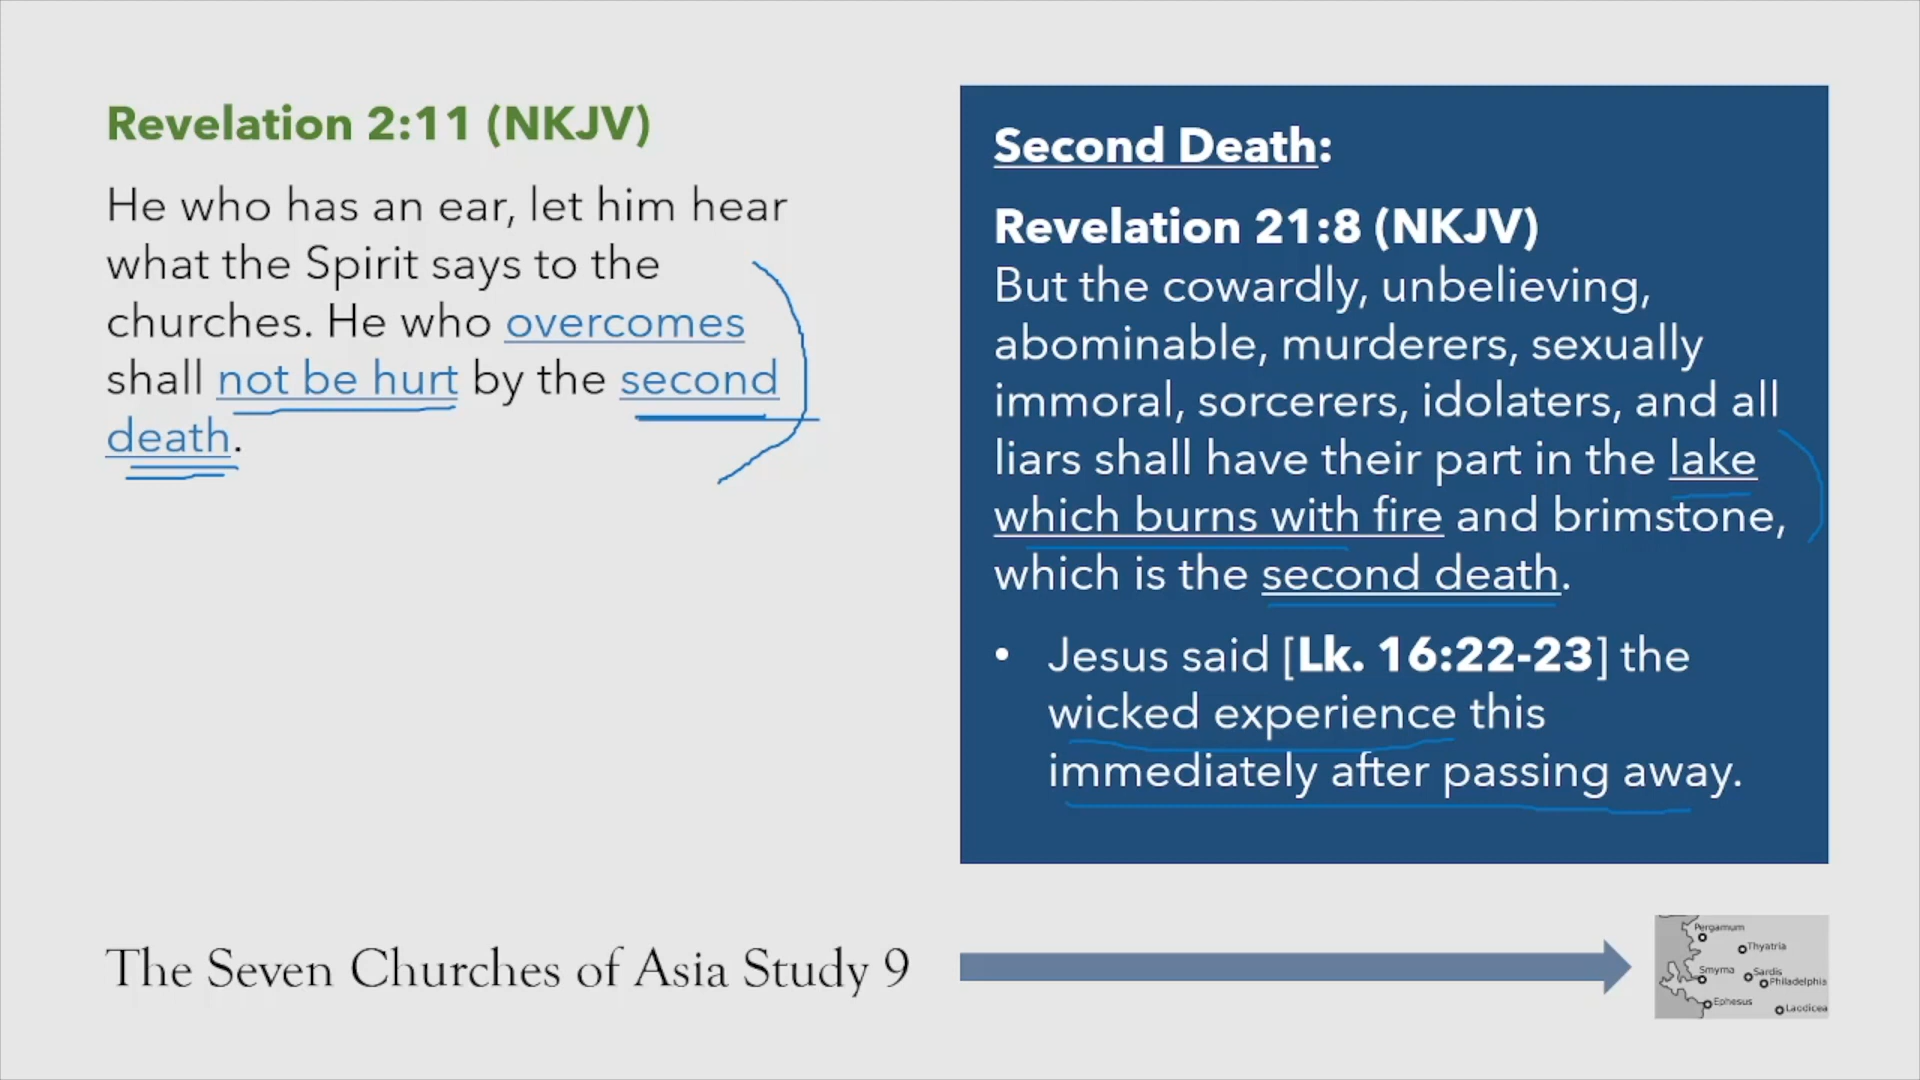 Revelation 2:11 (NKJV)
He who has an ear, let him hear
what the Spirit says to the
churches. He who overcomes
shall not be hurt by the second
death.
Second Death:
Revelation 21:8 (NKJV)
But the cowardly, unbelieving,
abominable, murderers, sexually
immoral, sorcerers, idolaters, and all
liars shall have their part in the lake
which burns with fire and brimstone,
which is the second death.
• Jesus said [Lk. 16:22-23] the
wicked experience this
immediately after passing away.
The Seven Churches of Asia Study 9
Pergamum
Thyatria
Smyrna
Sardis
Philadelphia
Ephesus
Laodicea